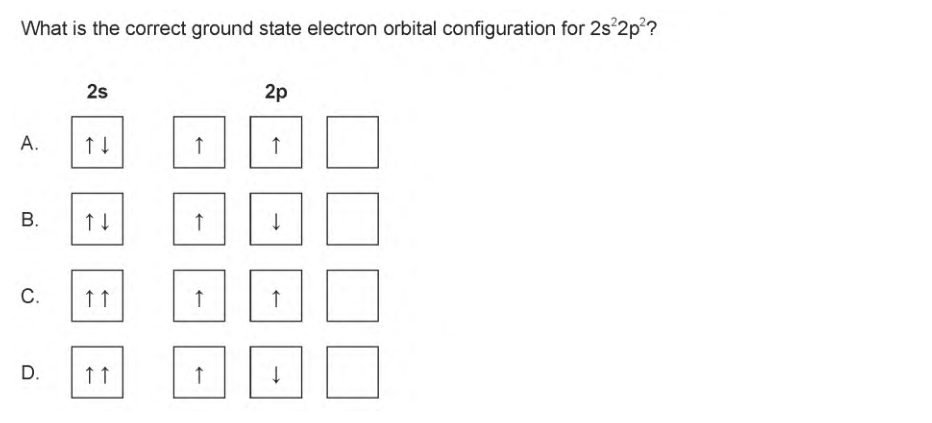 What is the correct ground state electron orbital configuration for 2s²2p²?
2s 2p
A. ↑↓ ↑ ↑
B. ↑↓ ↑ ↓
C. ↑↑ ↑ ↑
D. ↑↑ ↑ ↓